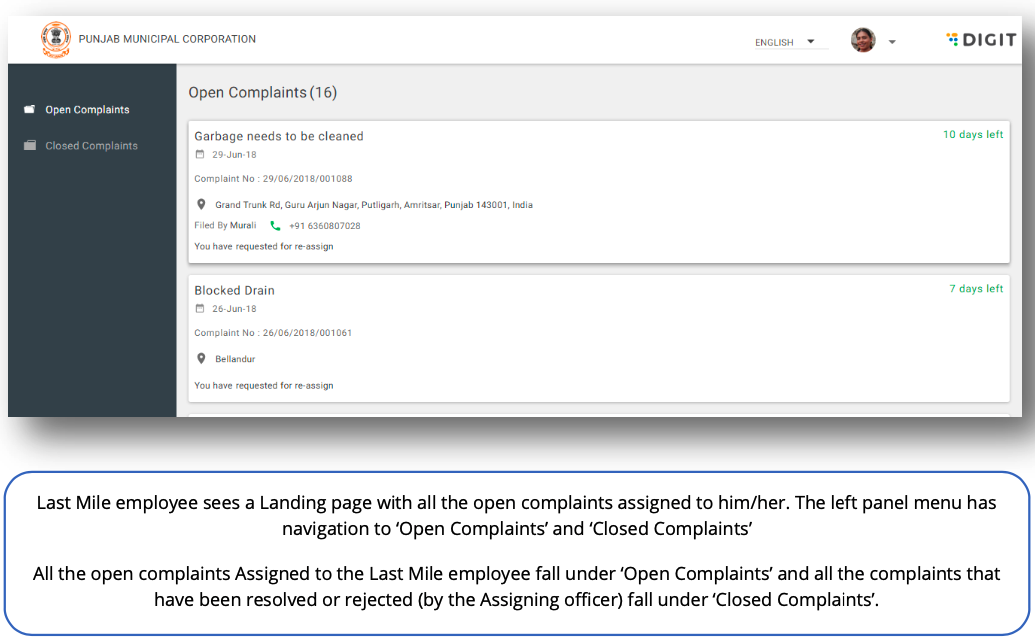 PUNJAB MUNICIPAL CORPORATION
ENGLISH
DIGIT
Open Complaints
Closed Complaints
Open Complaints (16)
Garbage needs to be cleaned
10 days left
29-Jun-18
Complaint No : 29/06/2018/001088
Grand Trunk Rd, Guru Arjun Nagar, Putligarh, Amritsar, Punjab 143001, India
Filed By Murali +91 6360807028
You have requested for re-assign
Blocked Drain
7 days left
26-Jun-18
Complaint No : 26/06/2018/001061
Bellandur
You have requested for re-assign
Last Mile employee sees a Landing page with all the open complaints assigned to him/her. The left panel menu has
navigation to ‘Open Complaints’ and ‘Closed Complaints’
All the open complaints Assigned to the Last Mile employee fall under ‘Open Complaints’ and all the complaints that
have been resolved or rejected (by the Assigning officer) fall under ‘Closed Complaints’.